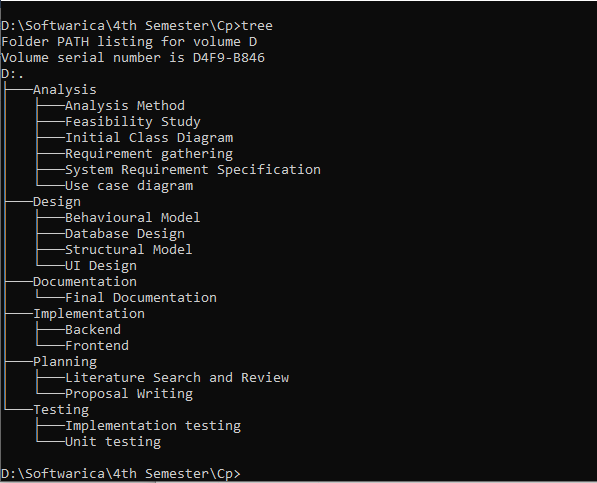 D:\Softwarica\4th Semester\Cp>tree
Folder PATH listing for volume D
Volume serial number is D4F9-B846
D:.
├───Analysis
│   ├───Analysis Method
│   ├───Feasibility Study
│   ├───Initial Class Diagram
│   ├───Requirement gathering
│   ├───System Requirement Specification
│   └───Use case diagram
├───Design
│   ├───Behavioural Model
│   ├───Database Design
│   ├───Structural Model
│   └───UI Design
├───Documentation
│   └───Final Documentation
├───Implementation
│   ├───Backend
│   └───Frontend
├───Planning
│   ├───Literature Search and Review
│   └───Proposal Writing
└───Testing
    ├───Implementation testing
    └───Unit testing
D:\Softwarica\4th Semester\Cp>